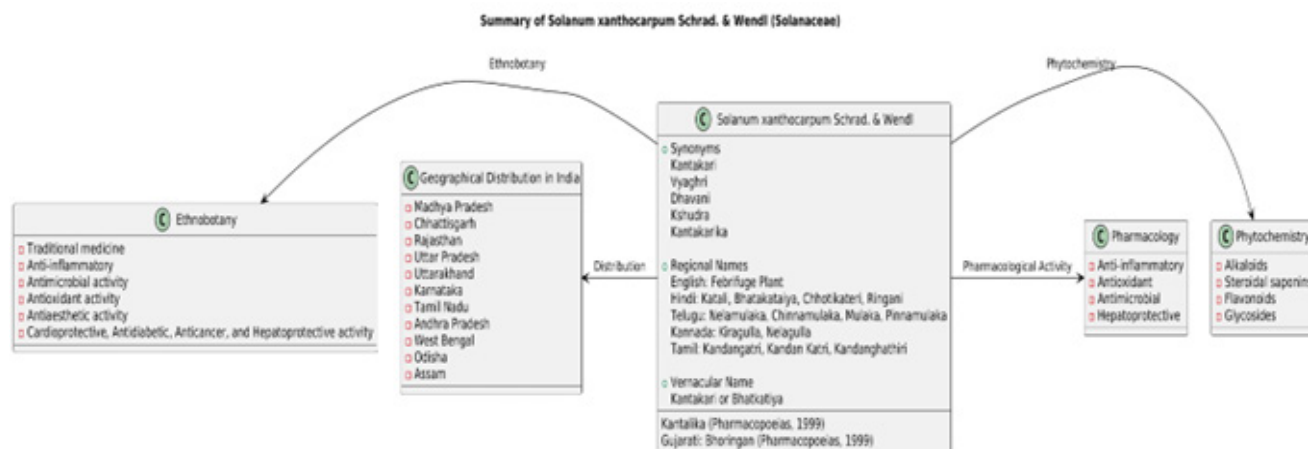 Summary of Solanum xanthocarpum Schrad. & Wendl (Solanaceae)
Ethnobotany
Phytochemistry
C Solanum xanthocarpum Schrad. & Wendl
Synonyms
Kantakari
Vyaghri
Dhavani
Kshudra
Kantakarika
Regional Names
English: Febrifuge Plant
Hindi: Katali, Bhatakataiya, Chhotikateri, Ringani
Telugu: Nelamulaka, Chinnamulaka, Mulaka, Pinnamulaka
Kannada: Kiragulla, Nelagulla
Tamil: Kandangatri, Kandan Katri, Kandanghathiri
Vernacular Name
Kantakari or Bhatkatiya
Kantalika (Pharmacopoeias, 1999)
Gujarati: Bhoringan (Pharmacopoeias, 1999)
C Geographical Distribution in India
Madhya Pradesh
Chhattisgarh
Rajasthan
Uttar Pradesh
Uttarakhand
Karnataka
Tamil Nadu
Andhra Pradesh
West Bengal
Odisha
Assam
Distribution
C Ethnobotany
Traditional medicine
Anti-inflammatory
Antimicrobial activity
Antioxidant activity
Antiaesthetic activity
Cardioprotective, Antidiabetic, Anticancer, and Hepatoprotective activity
Pharmacological Activity
C Pharmacology
Anti-inflammatory
Antioxidant
Antimicrobial
Hepatoprotective
C Phytochemistry
Alkaloids
Steroidal saponins
Flavonoids
Glycosides